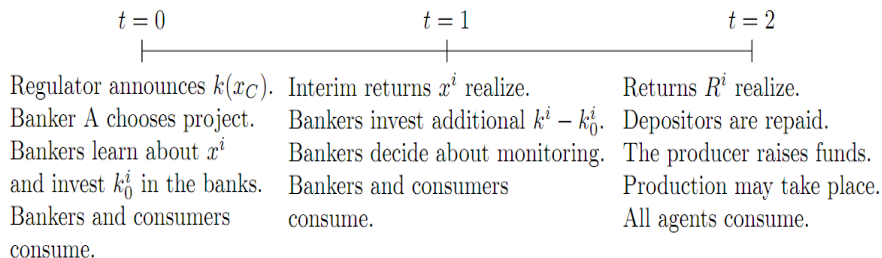 t = 0
Regulator announces k(x_C).
Banker A chooses project.
Bankers learn about x^i
and invest k_0^i in the banks.
Bankers and consumers
consume.
t = 1
Interim returns x^i realize.
Bankers invest additional k^i − k_0^i.
Bankers decide about monitoring.
Bankers and consumers
consume.
t = 2
Returns R^i realize.
Depositors are repaid.
The producer raises funds.
Production may take place.
All agents consume.